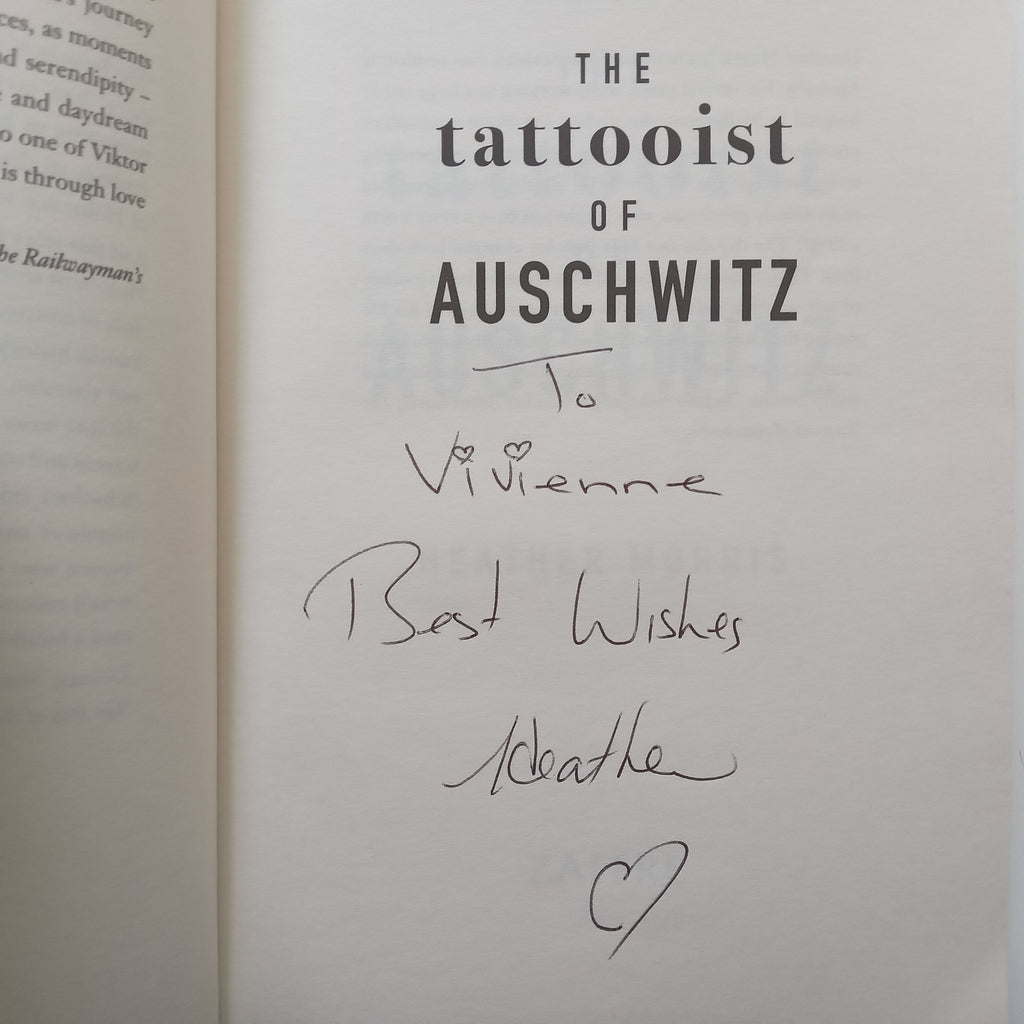 Journey
ces, as moments
d serendipity –
and daydream
o one of Viktor
is through love
he Railwayman's
THE
tattooist
OF
AUSCHWITZ
To
Vivienne
Best Wishes
Heather